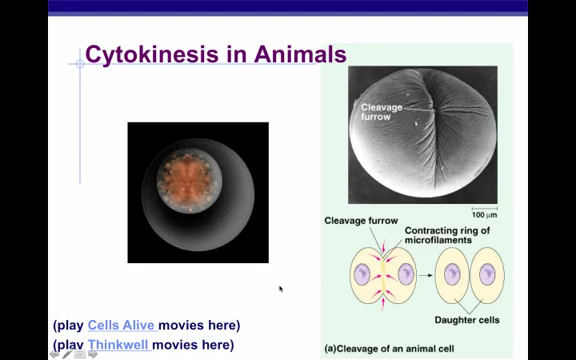 Cytokinesis in Animals
Cleavage
furrow
100 μm
Cleavage furrow
Contracting ring of
microfilaments
Daughter cells
(a)Cleavage of an animal cell
(play Cells Alive movies here)
(play Thinkwell movies here)